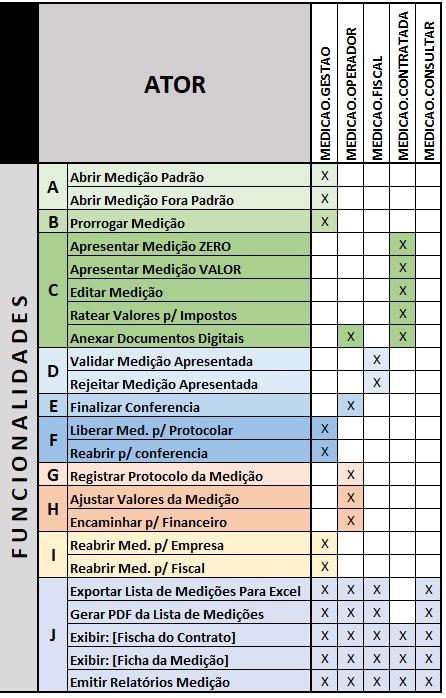 ATOR
MEDICAO.GESTAO
MEDICAO.OPERADOR
MEDICAO.FISCAL
MEDICAO.CONTRATADA
MEDICAO.CONSULTAR
FUNCIONALIDADES
A
Abrir Medição Padrão X
Abrir Medição Fora Padrão X
B
Prorrogar Medição X
C
Apresentar Medição ZERO X
Apresentar Medição VALOR X
Editar Medição X
Ratear Valores p/ Impostos X
Anexar Documentos Digitais X X
D
Validar Medição Apresentada X
Rejeitar Medição Apresentada X
E
Finalizar Conferencia X
F
Liberar Med. p/ Protocolar X
Reabrir p/ conferencia X
G
Registrar Protocolo da Medição X
H
Ajustar Valores da Medição X
Encaminhar p/ Financeiro X
I
Reabrir Med. p/ Empresa X
Reabrir Med. p/ Fiscal X
J
Exportar Lista de Medições Para Excel X X X X
Gerar PDF da Lista de Medições X X X X
Exibir: [Fischa do Contrato] X X X X X
Exibir: [Ficha da Medição] X X X X X
Emitir Relatórios Medição X X X X X